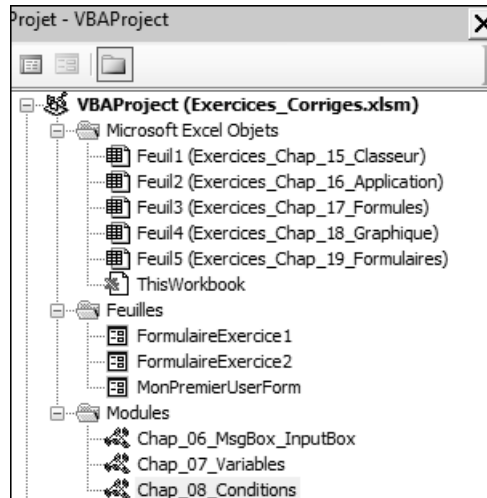 Projet - VBAProject
VBAProject (Exercices_Corriges.xlsm)
Microsoft Excel Objets
Feuil1 (Exercices_Chap_15_Classeur)
Feuil2 (Exercices_Chap_16_Application)
Feuil3 (Exercices_Chap_17_Formules)
Feuil4 (Exercices_Chap_18_Graphique)
Feuil5 (Exercices_Chap_19_Formulaires)
ThisWorkbook
Feuilles
FormulaireExercice1
FormulaireExercice2
MonPremierUserForm
Modules
Chap_06_MsgBox_InputBox
Chap_07_Variables
Chap_08_Conditions